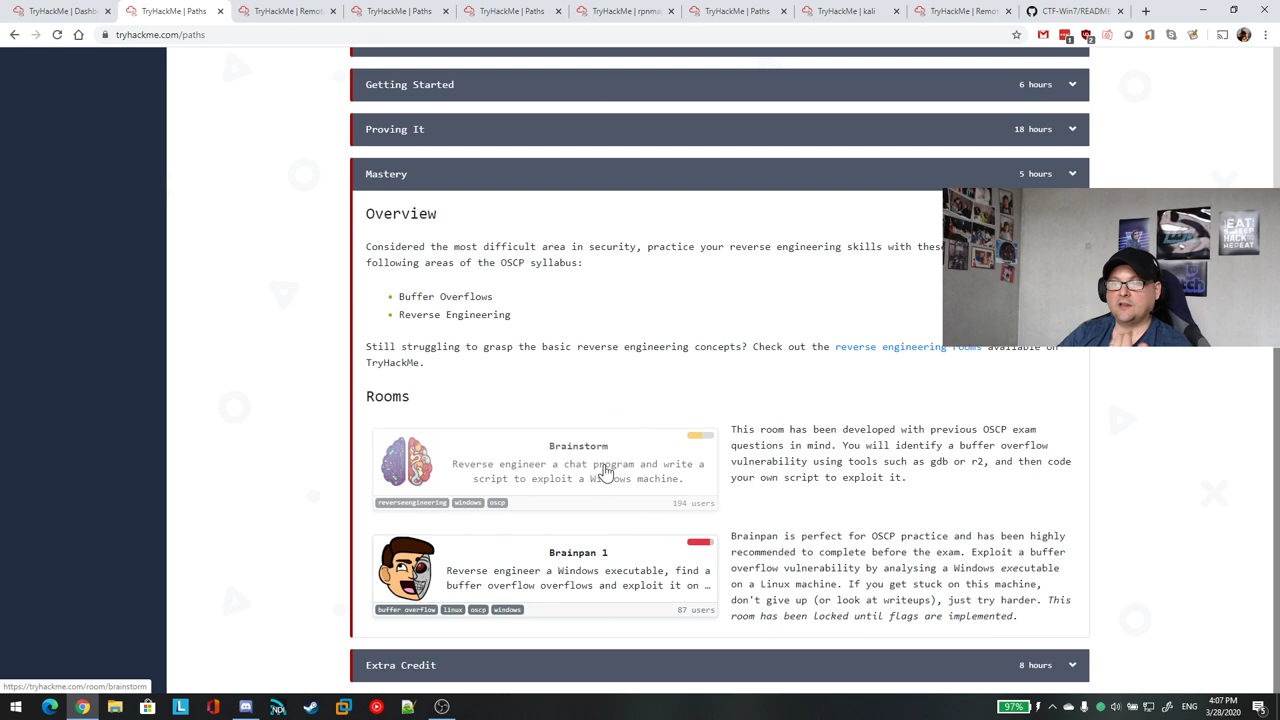 TryHackMe | Dashb
TryHackMe | Paths
TryHackMe | Remot
TryHackMe | Paths
TryHackMe | Paths
TryHackMe | rpnma
TryHackMe | Paths
TryHackMe | kali
TryHackMe | Remot
CTF-Win7/README
tryhackme.com/paths
1
2
Getting Started
6 hours
Proving It
18 hours
Mastery
5 hours
Overview
Considered the most difficult area in security, practice your reverse engineering skills with these
following areas of the OSCP syllabus:
Buffer Overflows
Reverse Engineering
Still struggling to grasp the basic reverse engineering concepts? Check out the reverse engineering rooms available on
TryHackMe.
EAT
SLEEP
HACK
REPEAT
Rooms
Brainstorm
Reverse engineer a chat program and write a
script to exploit a Windows machine.
reverseengineering windows oscp
194 users
This room has been developed with previous OSCP exam
questions in mind. You will identify a buffer overflow
vulnerability using tools such as gdb or r2, and then code
your own script to exploit it.
Brainpan 1
Reverse engineer a Windows executable, find a
buffer overflow overflows and exploit it on …
buffer overflow linux oscp windows
87 users
Brainpan is perfect for OSCP practice and has been highly
recommended to complete before the exam. Exploit a buffer
overflow vulnerability by analysing a Windows executable
on a Linux machine. If you get stuck on this machine,
don't give up (or look at writeups), just try harder. This
room has been locked until flags are implemented.
Extra Credit
8 hours
https://tryhackme.com/room/brainstorm
97%
ENG
4:07 PM
3/28/2020